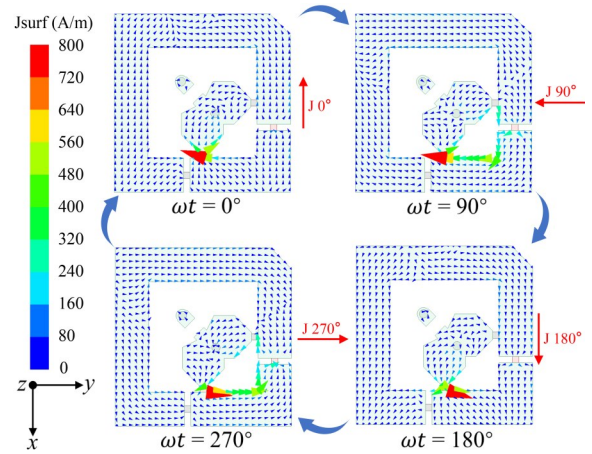 Jsurf (A/m)
800
720
640
560
480
400
320
240
160
80
0
z
y
x
J 0°
ωt = 0°
J 90°
ωt = 90°
J 270°
ωt = 270°
J 180°
ωt = 180°